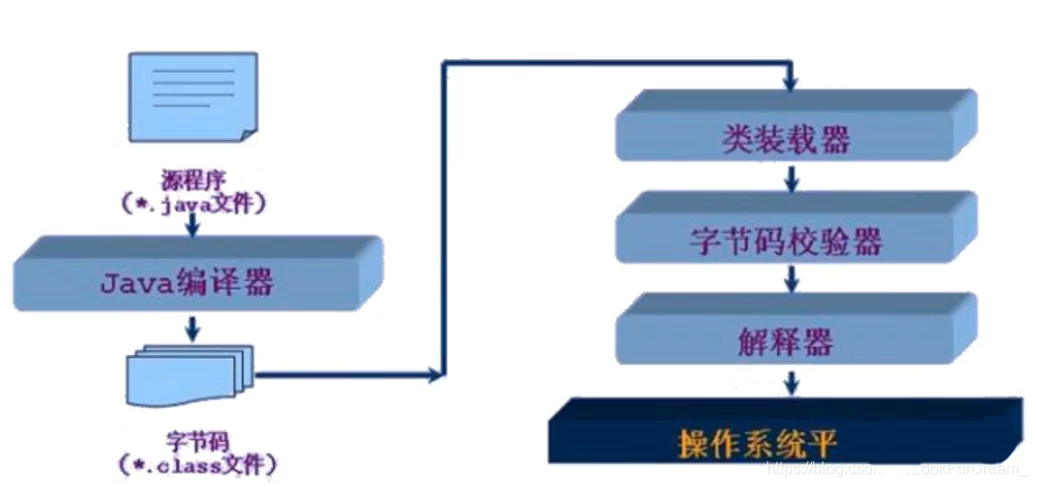 源程序
(*.java文件)
Java编译器
字节码
(*.class文件)
类装载器
字节码校验器
解释器
操作系统平
https://blog.csd LookForDream_